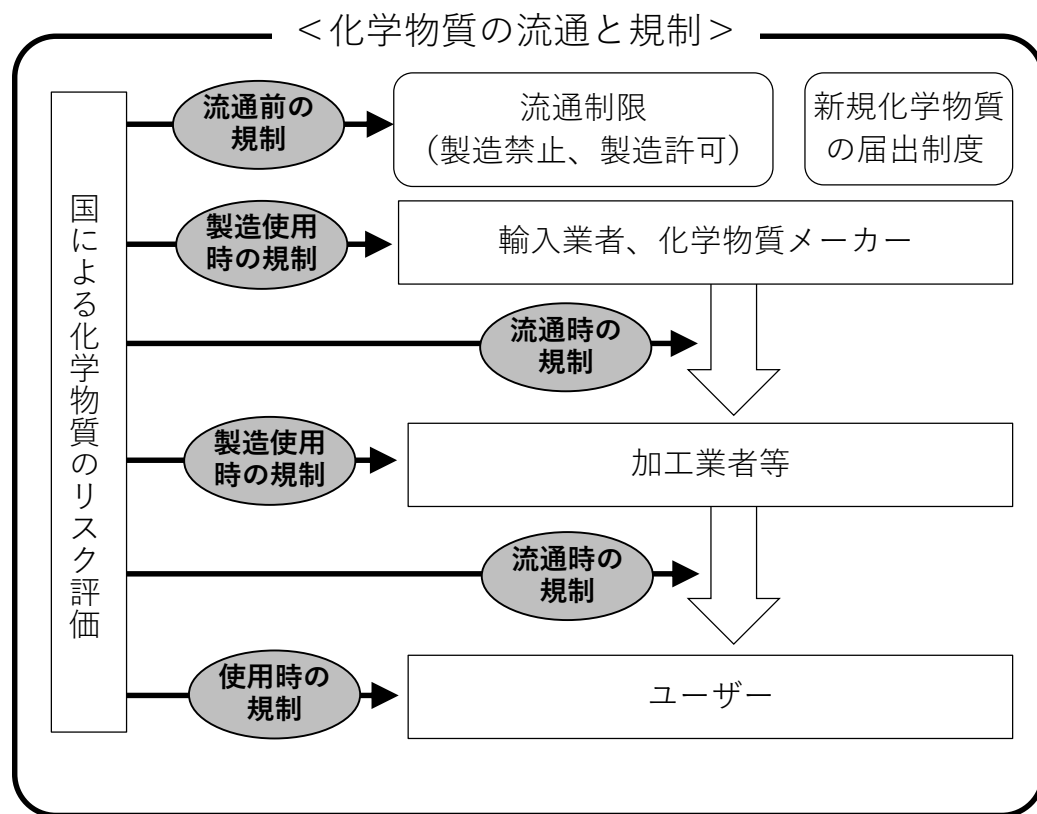 ＜化学物質の流通と規制＞
国による化学物質のリスク評価
流通前の
規制
流通制限
（製造禁止、製造許可）
新規化学物質
の届出制度
製造使用
時の規制
輸入業者、化学物質メーカー
流通時の
規制
製造使用
時の規制
加工業者等
流通時の
規制
使用時の
規制
ユーザー